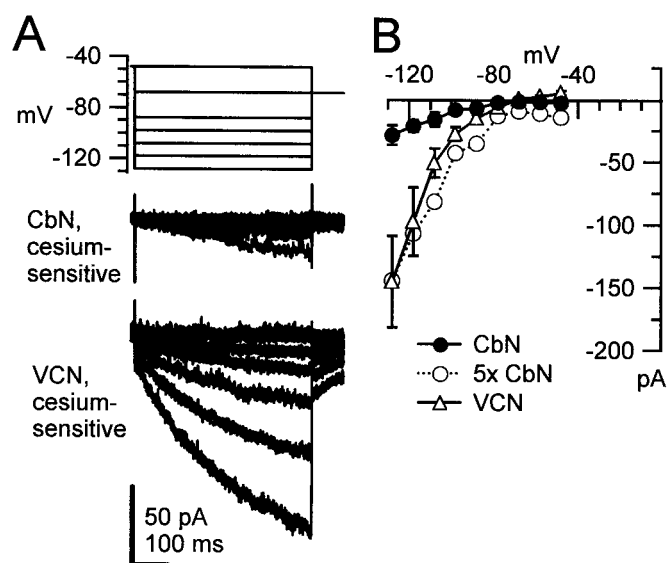 A
-40
-80
mV
-120
CbN,
cesium-
sensitive
VCN,
cesium-
sensitive
50 pA
100 ms
B
mV
-120 -80 -40
-50
-100
-150
-200
pA
CbN
5x CbN
VCN